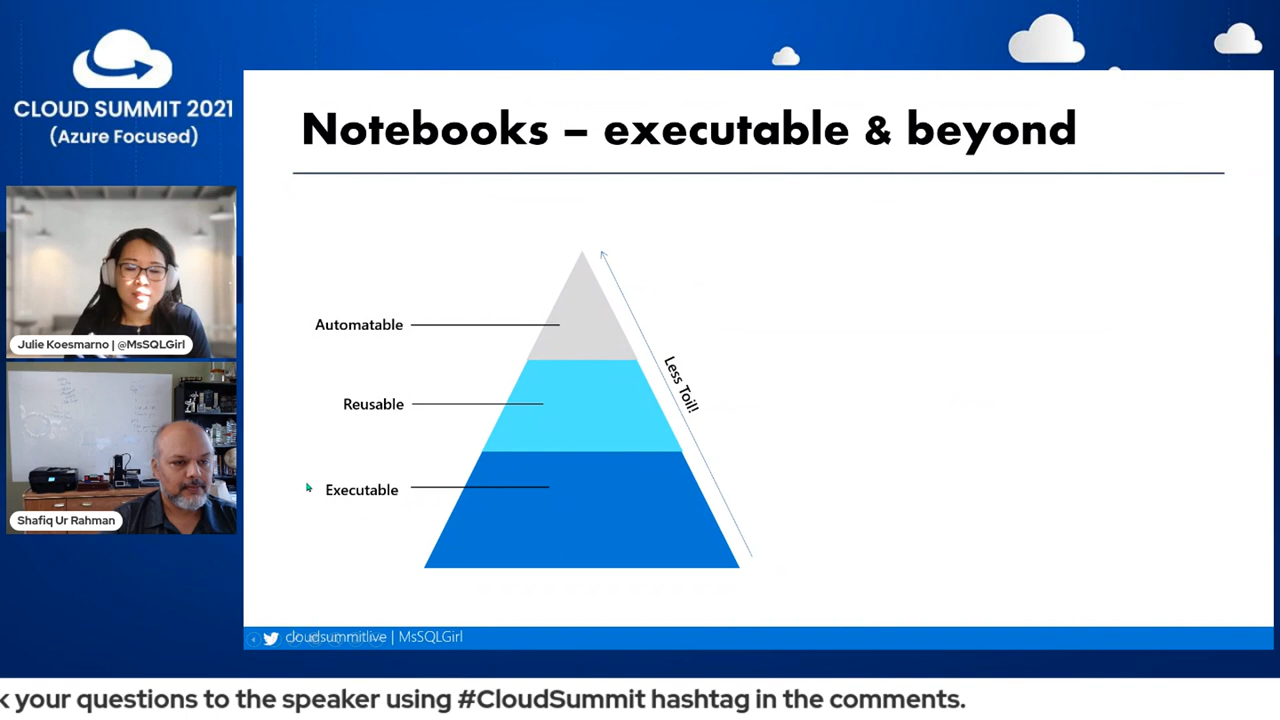 CLOUD SUMMIT 2021
(Azure Focused)
Notebooks – executable & beyond
Automatable
Reusable
Executable
Less Toil!
Julie Koesmarno | @MsSQLGirl
Shafiq Ur Rahman
cloudsummitlive | MsSQLGirl
k your questions to the speaker using #CloudSummit hashtag in the comments.